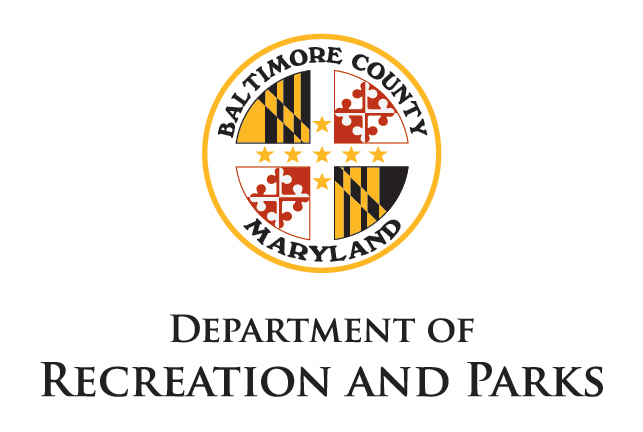 BALTIMORE COUNTY
MARYLAND
DEPARTMENT OF
RECREATION AND PARKS